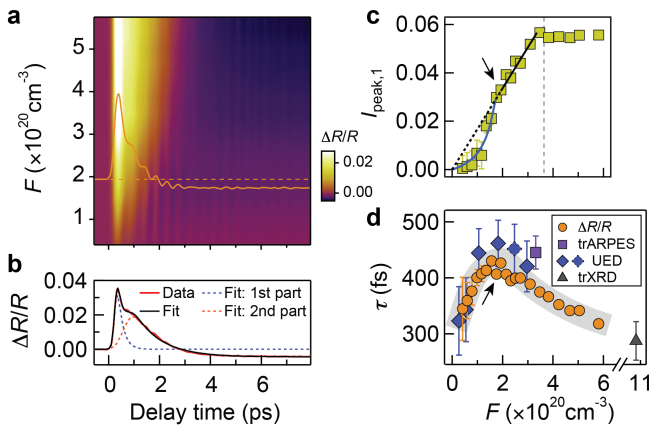 a
F (×10²⁰cm⁻³)
5
4
3
2
1
ΔR/R
0.02
0.00
b
ΔR/R
0.04
0.02
0.00
Data
Fit
Fit: 1st part
Fit: 2nd part
0 2 4 6
Delay time (ps)
c
I peak,1
0.06
0.04
0.02
0.00
d
τ (fs)
500
400
300
ΔR/R
trARPES
UED
trXRD
0 2 4 6 11
F (×10²⁰cm⁻³)